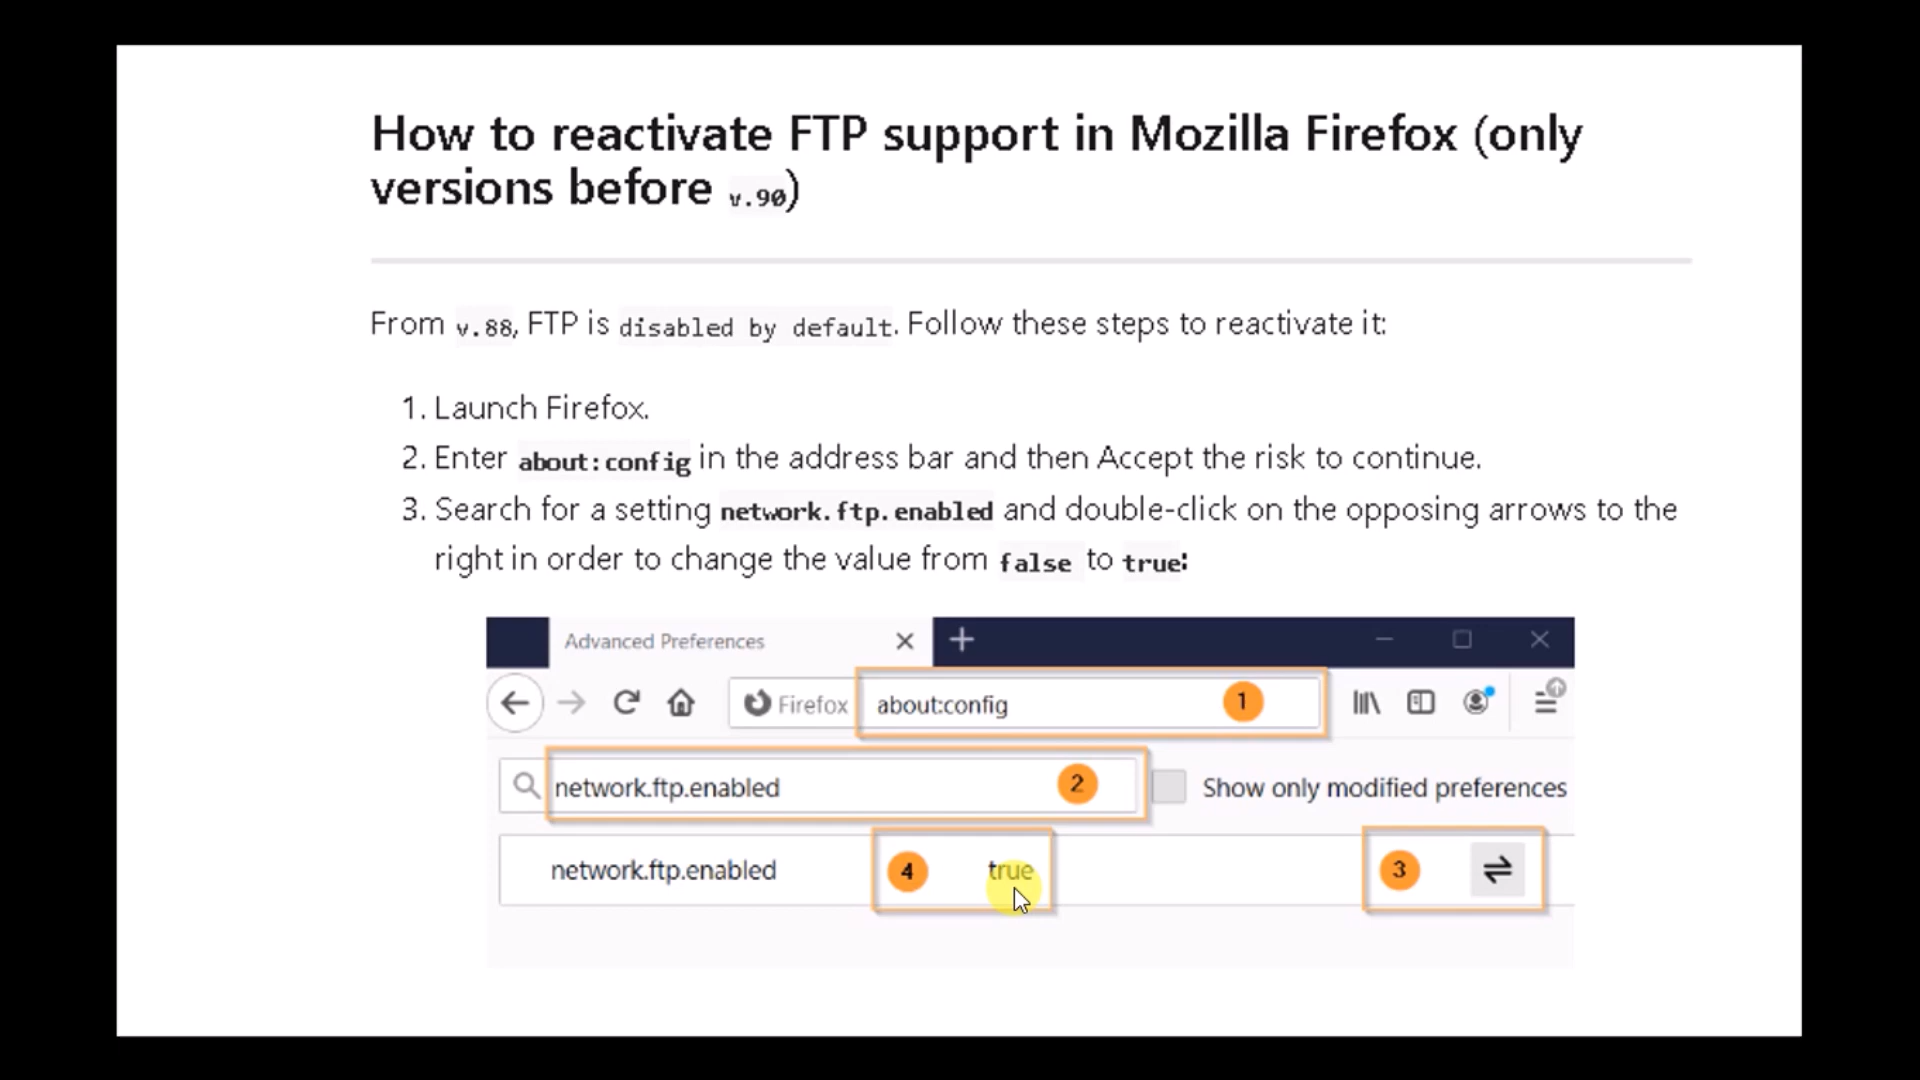 How to reactivate FTP support in Mozilla Firefox (only
versions before v.90)
From v.88, FTP is disabled by default. Follow these steps to reactivate it:
1. Launch Firefox.
2. Enter about:config in the address bar and then Accept the risk to continue.
3. Search for a setting network.ftp.enabled and double-click on the opposing arrows to the
right in order to change the value from false to true:
Advanced Preferences
Firefox about:config 1
network.ftp.enabled 2 Show only modified preferences
network.ftp.enabled 4 true 3